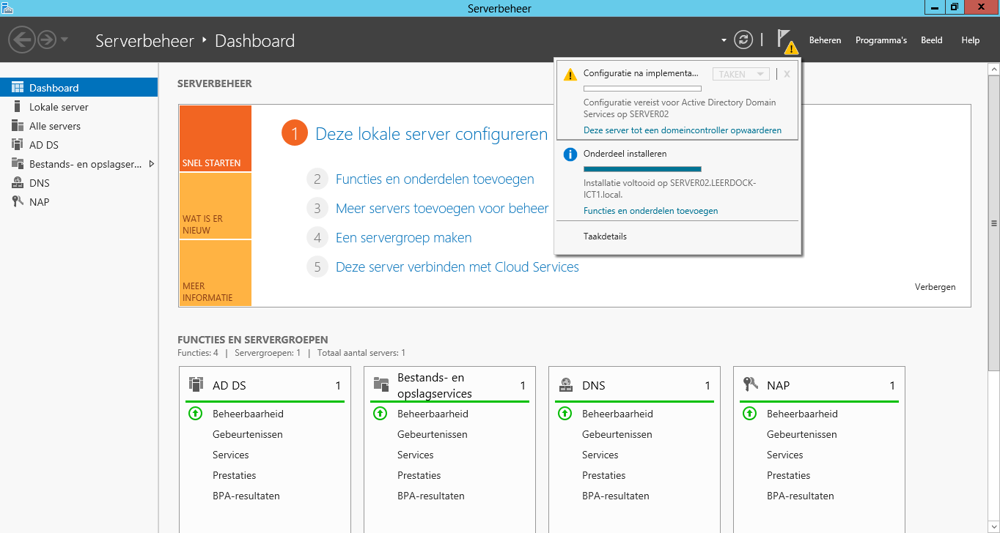 Serverbeheer
Serverbeheer ‣ Dashboard
Beheren Programma's Beeld Help
Dashboard
Lokale server
Alle servers
AD DS
Bestands- en opslagser...
DNS
NAP
SERVERBEHEER
SNEL STARTEN
WAT IS ER
NIEUW
MEER
INFORMATIE
1 Deze lokale server configureren
2 Functies en onderdelen toevoegen
3 Meer servers toevoegen voor beheer
4 Een servergroep maken
5 Deze server verbinden met Cloud Services
Verbergen
Configuratie na implementa... TAKEN X
Configuratie vereist voor Active Directory Domain
Services op SERVER02
Deze server tot een domeincontroller opwaarderen
Onderdeel installeren
Installatie voltooid op SERVER02.LEERDOCK-
ICT1.local.
Functies en onderdelen toevoegen
Taakdetails
FUNCTIES EN SERVERGROEPEN
Functies: 4 | Servergroepen: 1 | Totaal aantal servers: 1
AD DS 1
Beheerbaarheid
Gebeurtenissen
Services
Prestaties
BPA-resultaten
Bestands- en
opslagservices 1
Beheerbaarheid
Gebeurtenissen
Services
Prestaties
BPA-resultaten
DNS 1
Beheerbaarheid
Gebeurtenissen
Services
Prestaties
BPA-resultaten
NAP 1
Beheerbaarheid
Gebeurtenissen
Services
Prestaties
BPA-resultaten